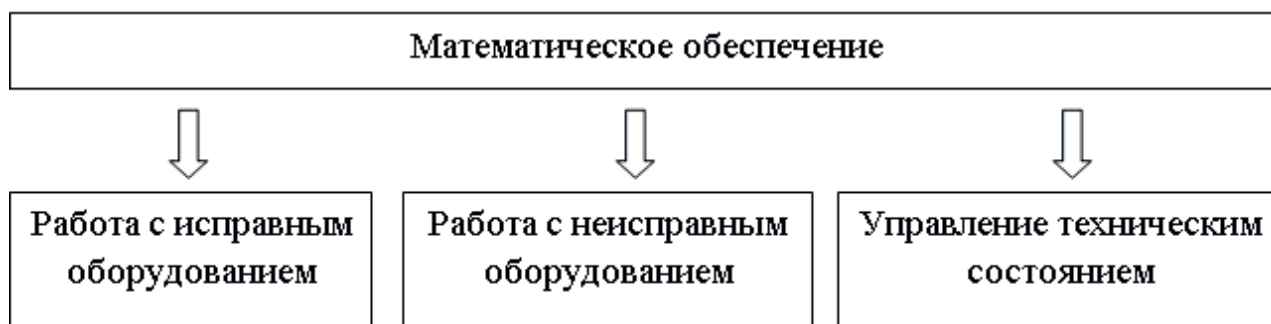 Математическое обеспечение
Работа с исправным
оборудованием
Работа с неисправным
оборудованием
Управление техническим
состоянием